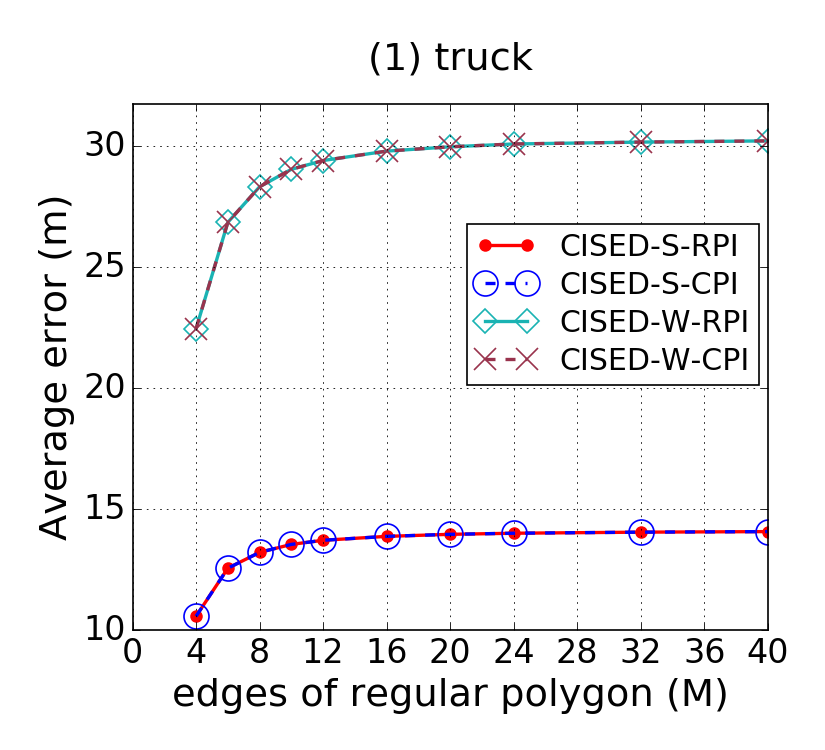 (1) truck
Average error (m)
30
25
20
15
10
CISED-S-RPI
CISED-S-CPI
CISED-W-RPI
CISED-W-CPI
0 4 8 12 16 20 24 28 32 36 40
edges of regular polygon (M)